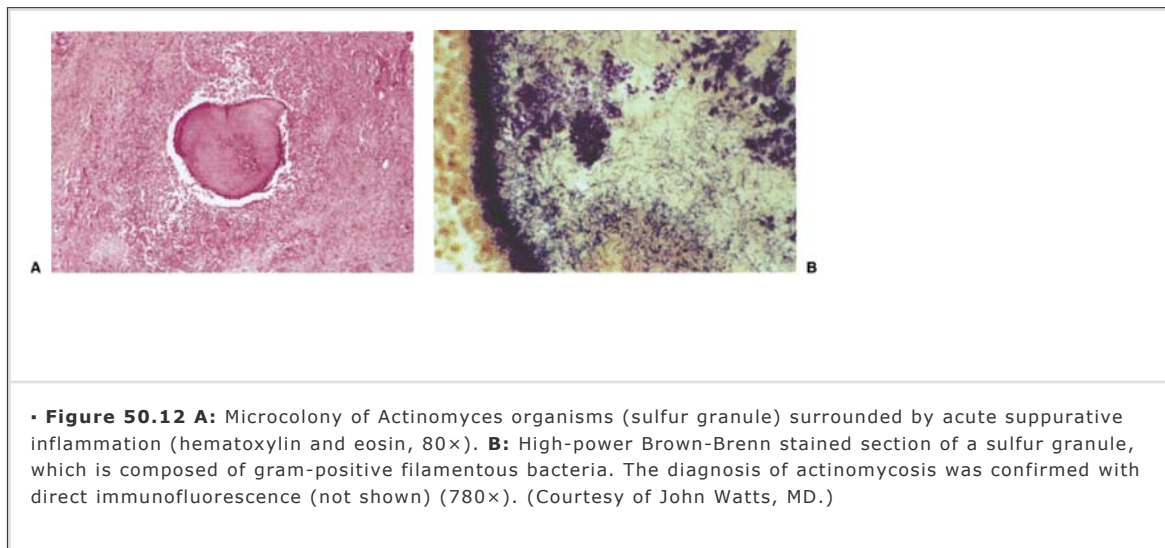 A
B
▪ Figure 50.12 A: Microcolony of Actinomyces organisms (sulfur granule) surrounded by acute suppurative
inflammation (hematoxylin and eosin, 80×). B: High-power Brown-Brenn stained section of a sulfur granule,
which is composed of gram-positive filamentous bacteria. The diagnosis of actinomycosis was confirmed with
direct immunofluorescence (not shown) (780×). (Courtesy of John Watts, MD.)